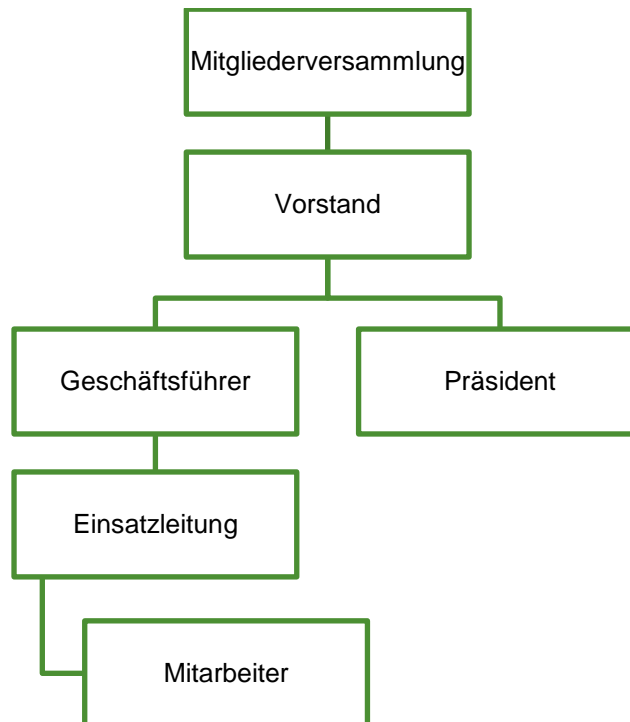 Mitgliederversammlung
Vorstand
Geschäftsführer
Präsident
Einsatzleitung
Mitarbeiter